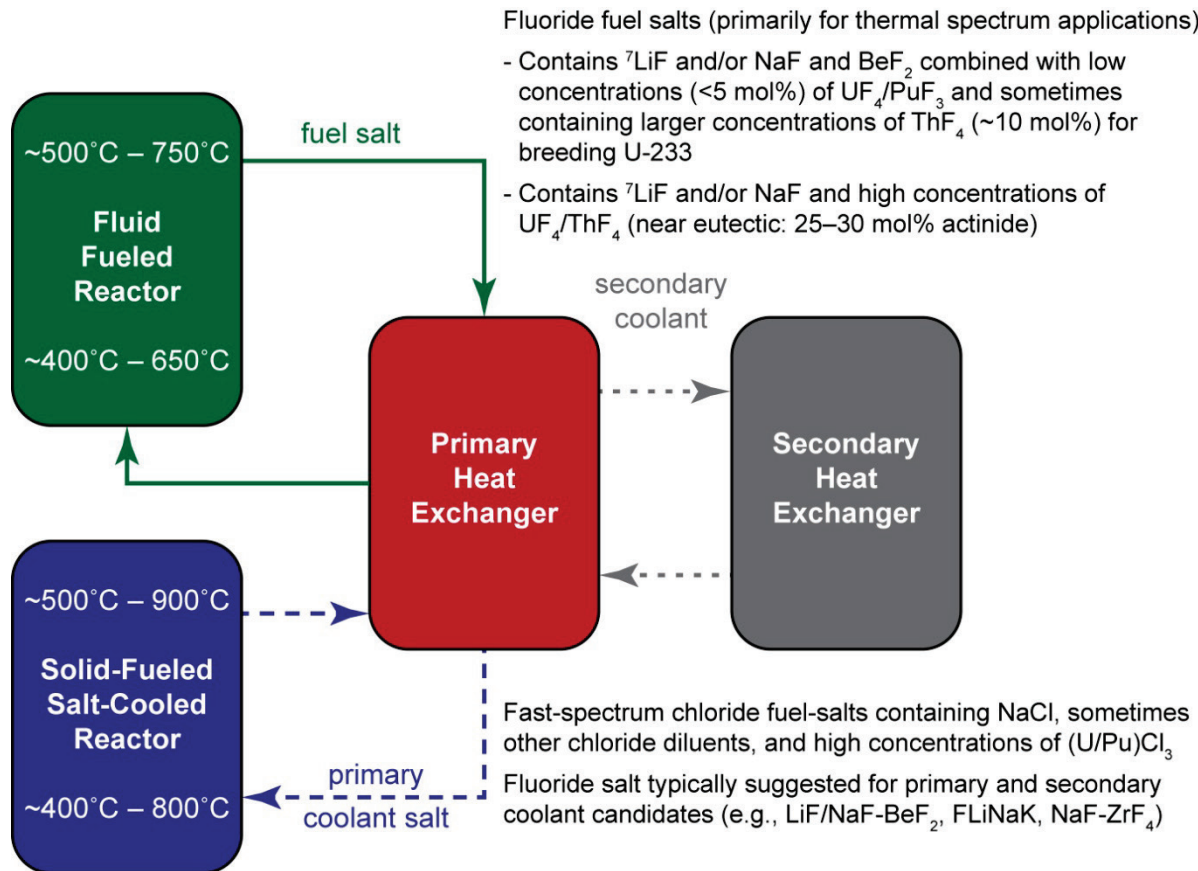 Fluoride fuel salts (primarily for thermal spectrum applications)
- Contains ⁷LiF and/or NaF and BeF₂ combined with low
concentrations (<5 mol%) of UF₄/PuF₃ and sometimes
containing larger concentrations of ThF₄ (~10 mol%) for
breeding U-233
- Contains ⁷LiF and/or NaF and high concentrations of
UF₄/ThF₄ (near eutectic: 25–30 mol% actinide)
~500˚C – 750˚C
Fluid
Fueled
Reactor
~400˚C – 650˚C
fuel salt
secondary
coolant
Primary
Heat
Exchanger
Secondary
Heat
Exchanger
~500˚C – 900˚C
Solid-Fueled
Salt-Cooled
Reactor
~400˚C – 800˚C
primary
coolant salt
Fast-spectrum chloride fuel-salts containing NaCl, sometimes
other chloride diluents, and high concentrations of (U/Pu)Cl₃
Fluoride salt typically suggested for primary and secondary
coolant candidates (e.g., LiF/NaF-BeF₂, FLiNaK, NaF-ZrF₄)